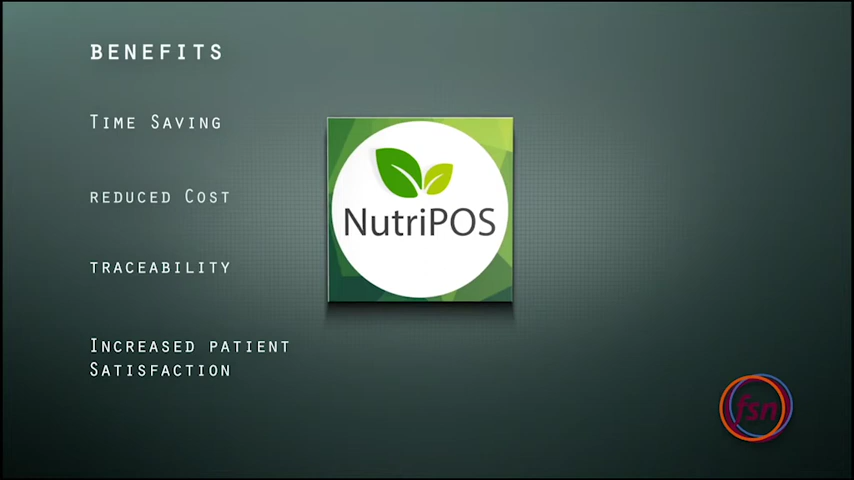 BENEFITS
TIME SAVING
REDUCED COST
TRACEABILITY
INCREASED PATIENT
SATISFACTION
NutriPOS
fsn